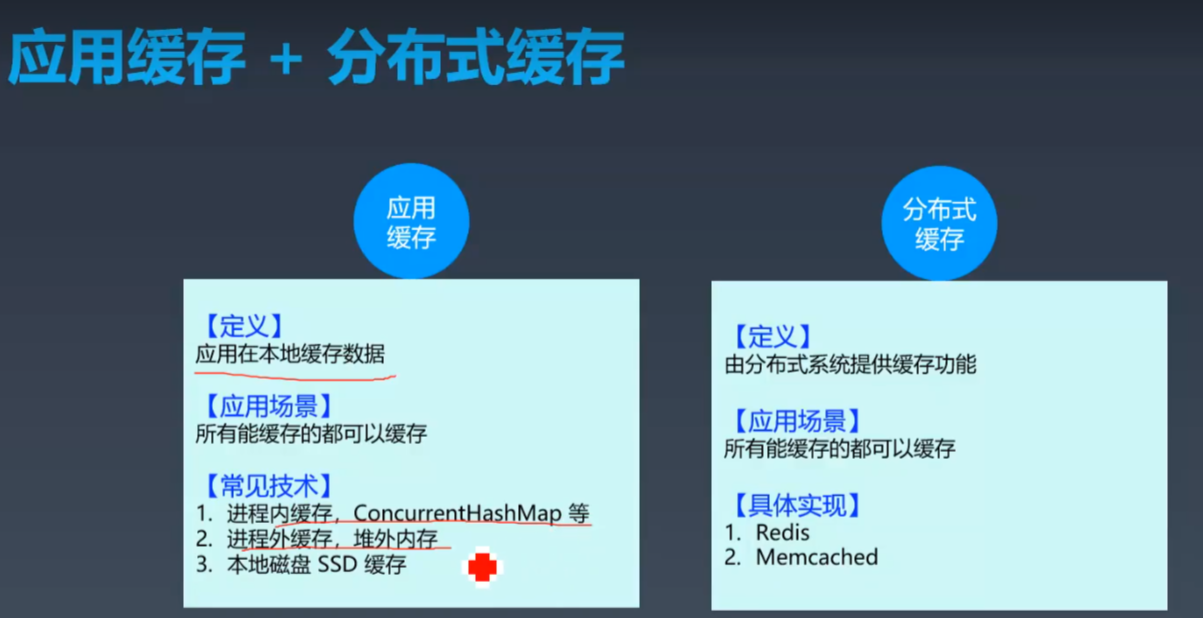 应用缓存 + 分布式缓存
应用
缓存
【定义】
应用在本地缓存数据
【应用场景】
所有能缓存的都可以缓存
【常见技术】
1. 进程内缓存，ConcurrentHashMap 等
2. 进程外缓存，堆外内存
3. 本地磁盘 SSD 缓存
分布式
缓存
【定义】
由分布式系统提供缓存功能
【应用场景】
所有能缓存的都可以缓存
【具体实现】
1. Redis
2. Memcached